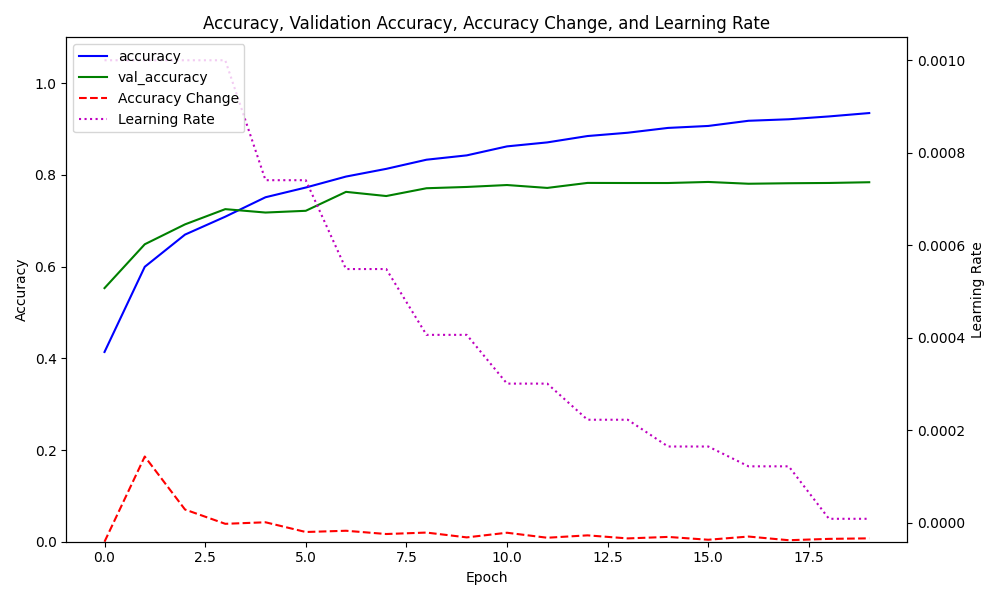 Accuracy, Validation Accuracy, Accuracy Change, and Learning Rate
accuracy
val_accuracy
Accuracy Change
Learning Rate
1.0
0.8
0.6
0.4
0.2
0.0
Accuracy
0.0010
0.0008
0.0006
0.0004
0.0002
0.0000
Learning Rate
0.0 2.5 5.0 7.5 10.0 12.5 15.0 17.5
Epoch